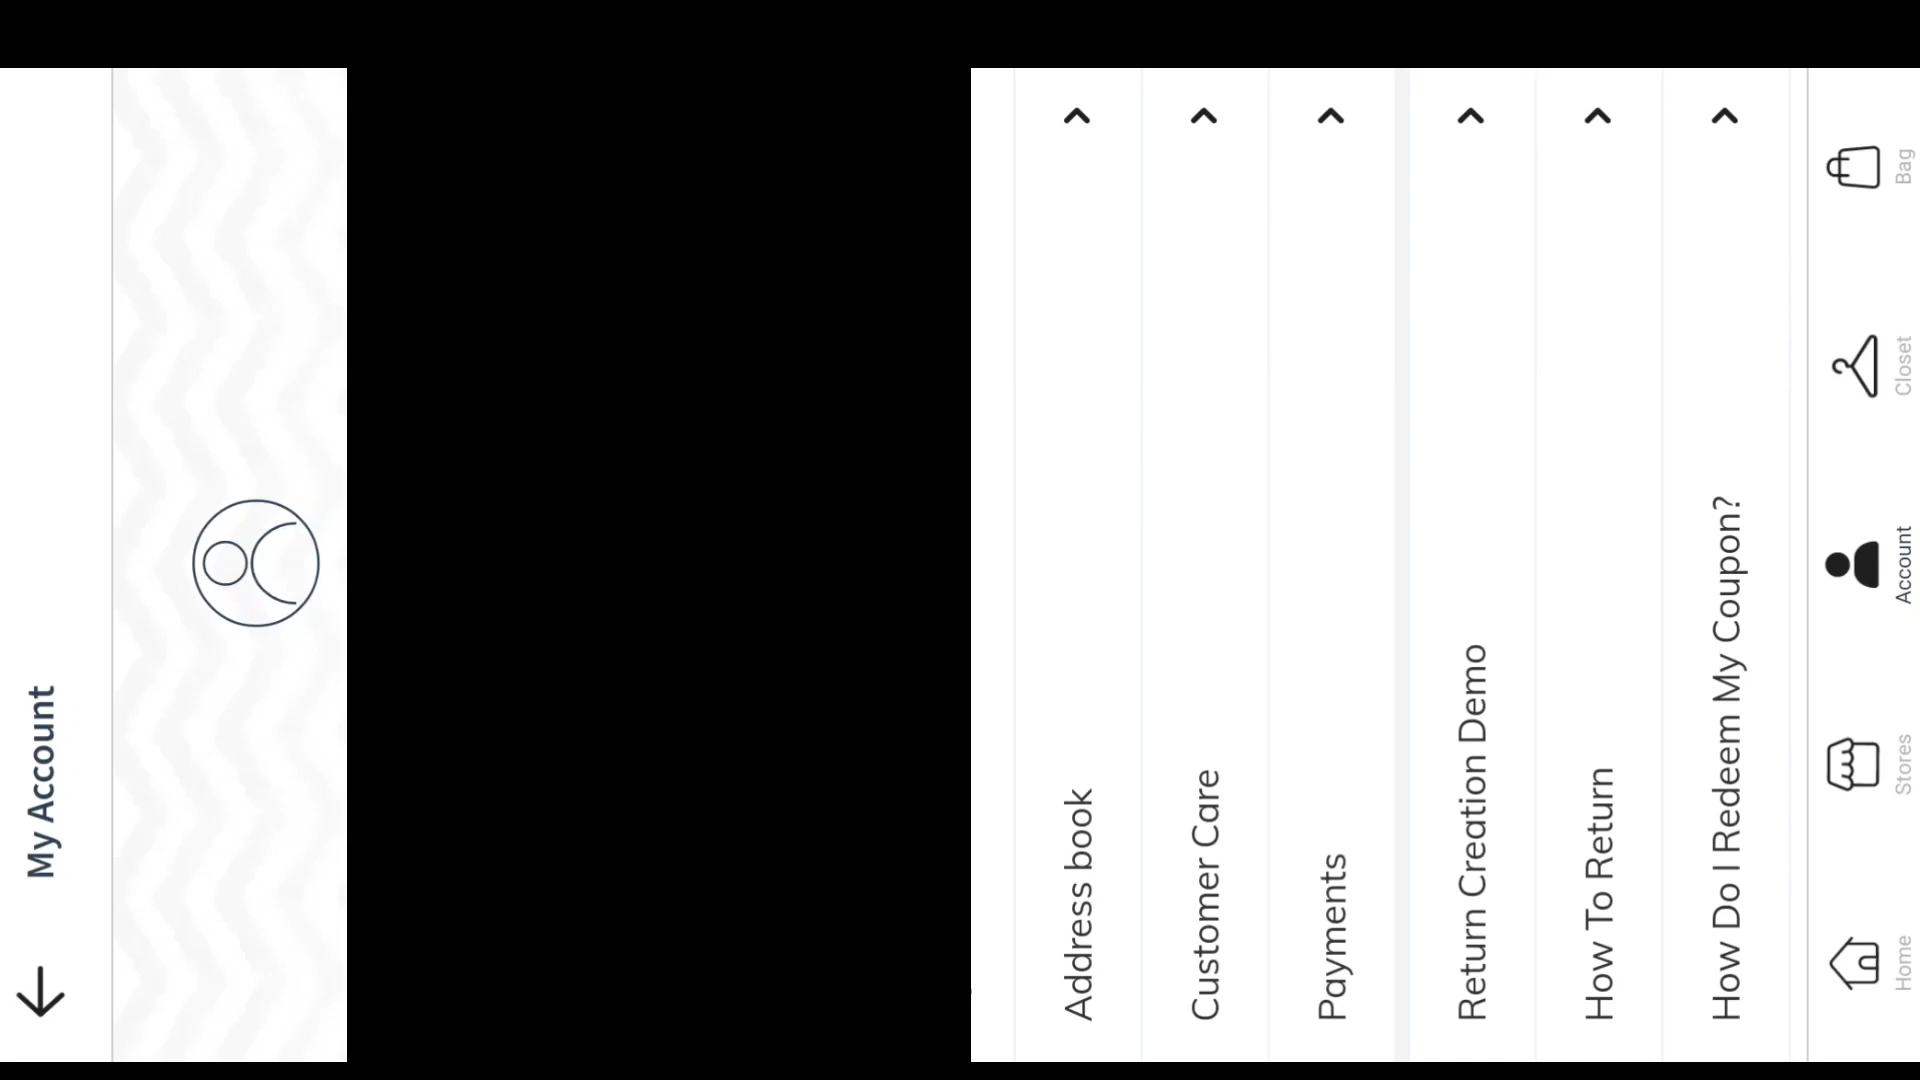 My Account
Address book
Customer Care
Payments
Return Creation Demo
How To Return
How Do I Redeem My Coupon?
Home
Stores
Account
Closet
Bag